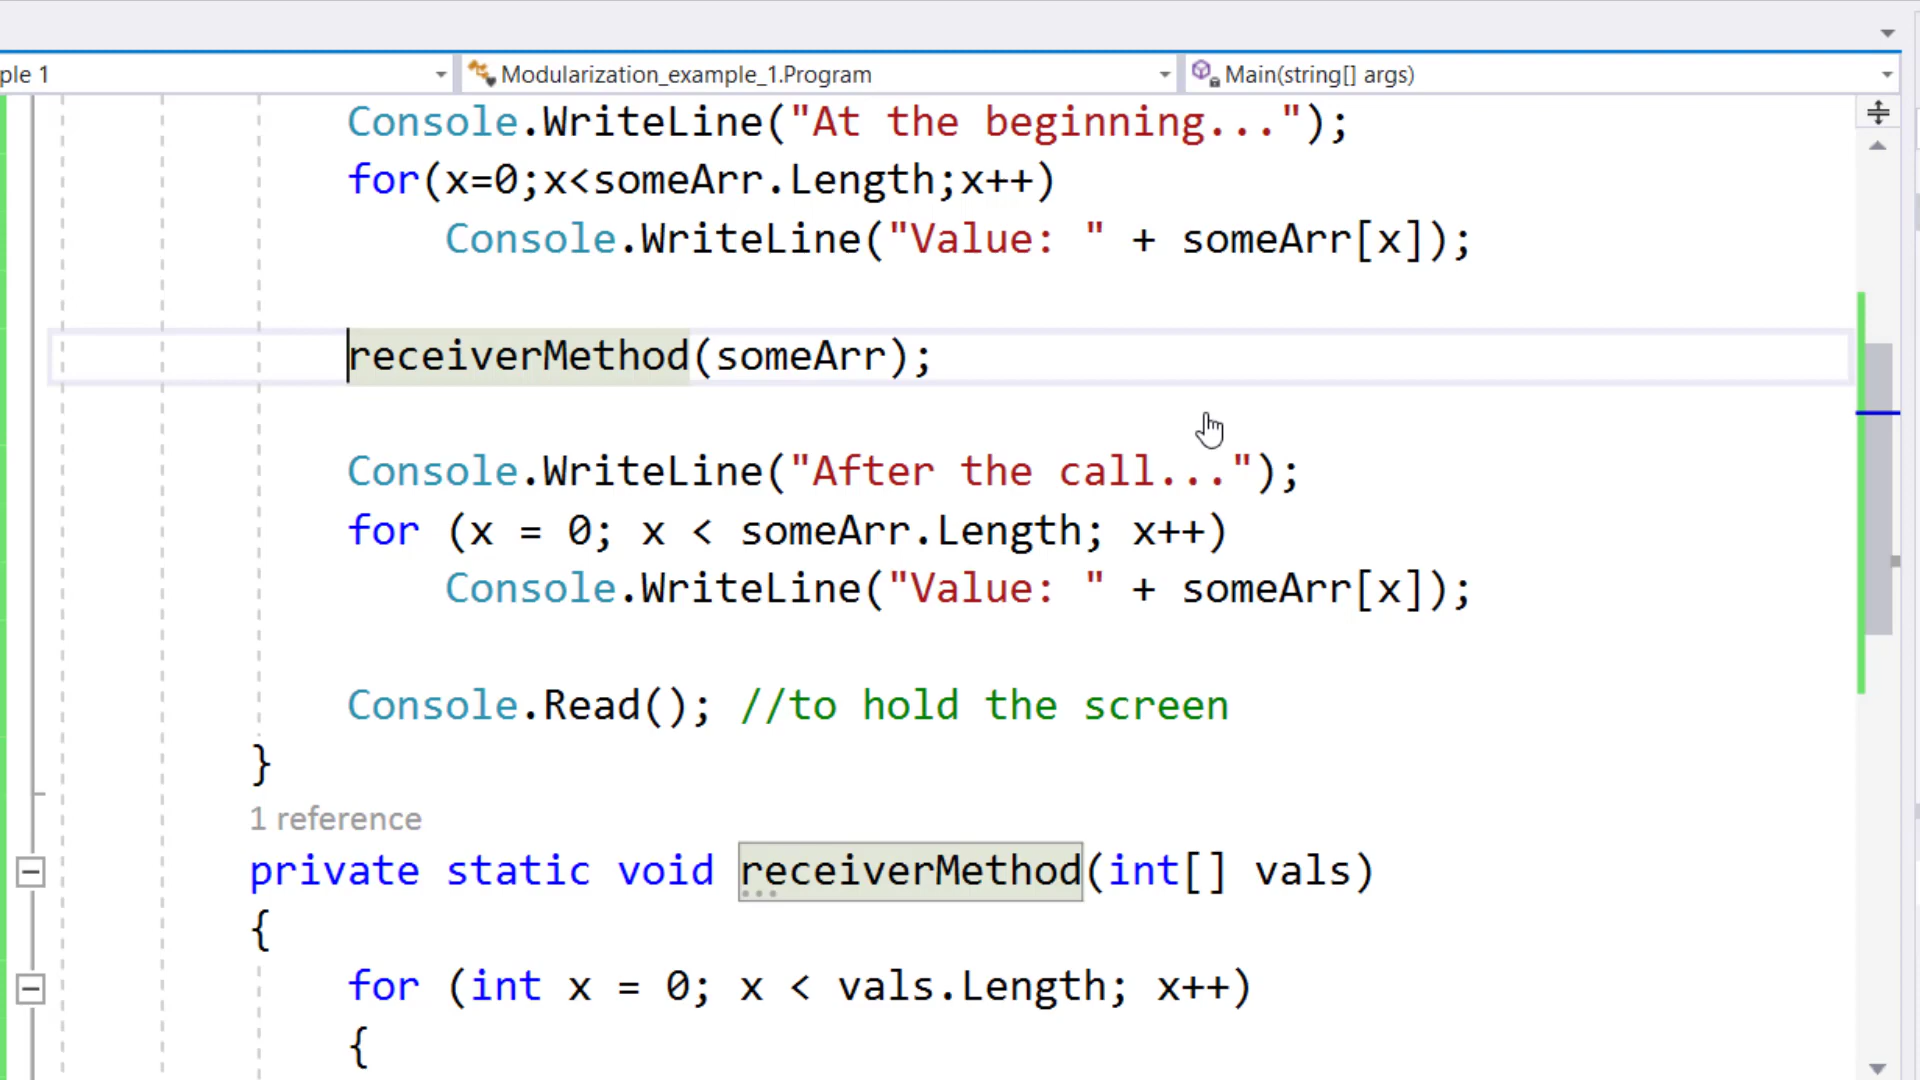 ple 1
Modularization_example_1.Program
Main(string[] args)
Console.WriteLine("At the beginning...");
for(x=0;x<someArr.Length;x++)
Console.WriteLine("Value: " + someArr[x]);
receiverMethod(someArr);
Console.WriteLine("After the call...");
for (x = 0; x < someArr.Length; x++)
Console.WriteLine("Value: " + someArr[x]);
Console.Read(); //to hold the screen
}
1 reference
private static void receiverMethod(int[] vals)
{
for (int x = 0; x < vals.Length; x++)
{